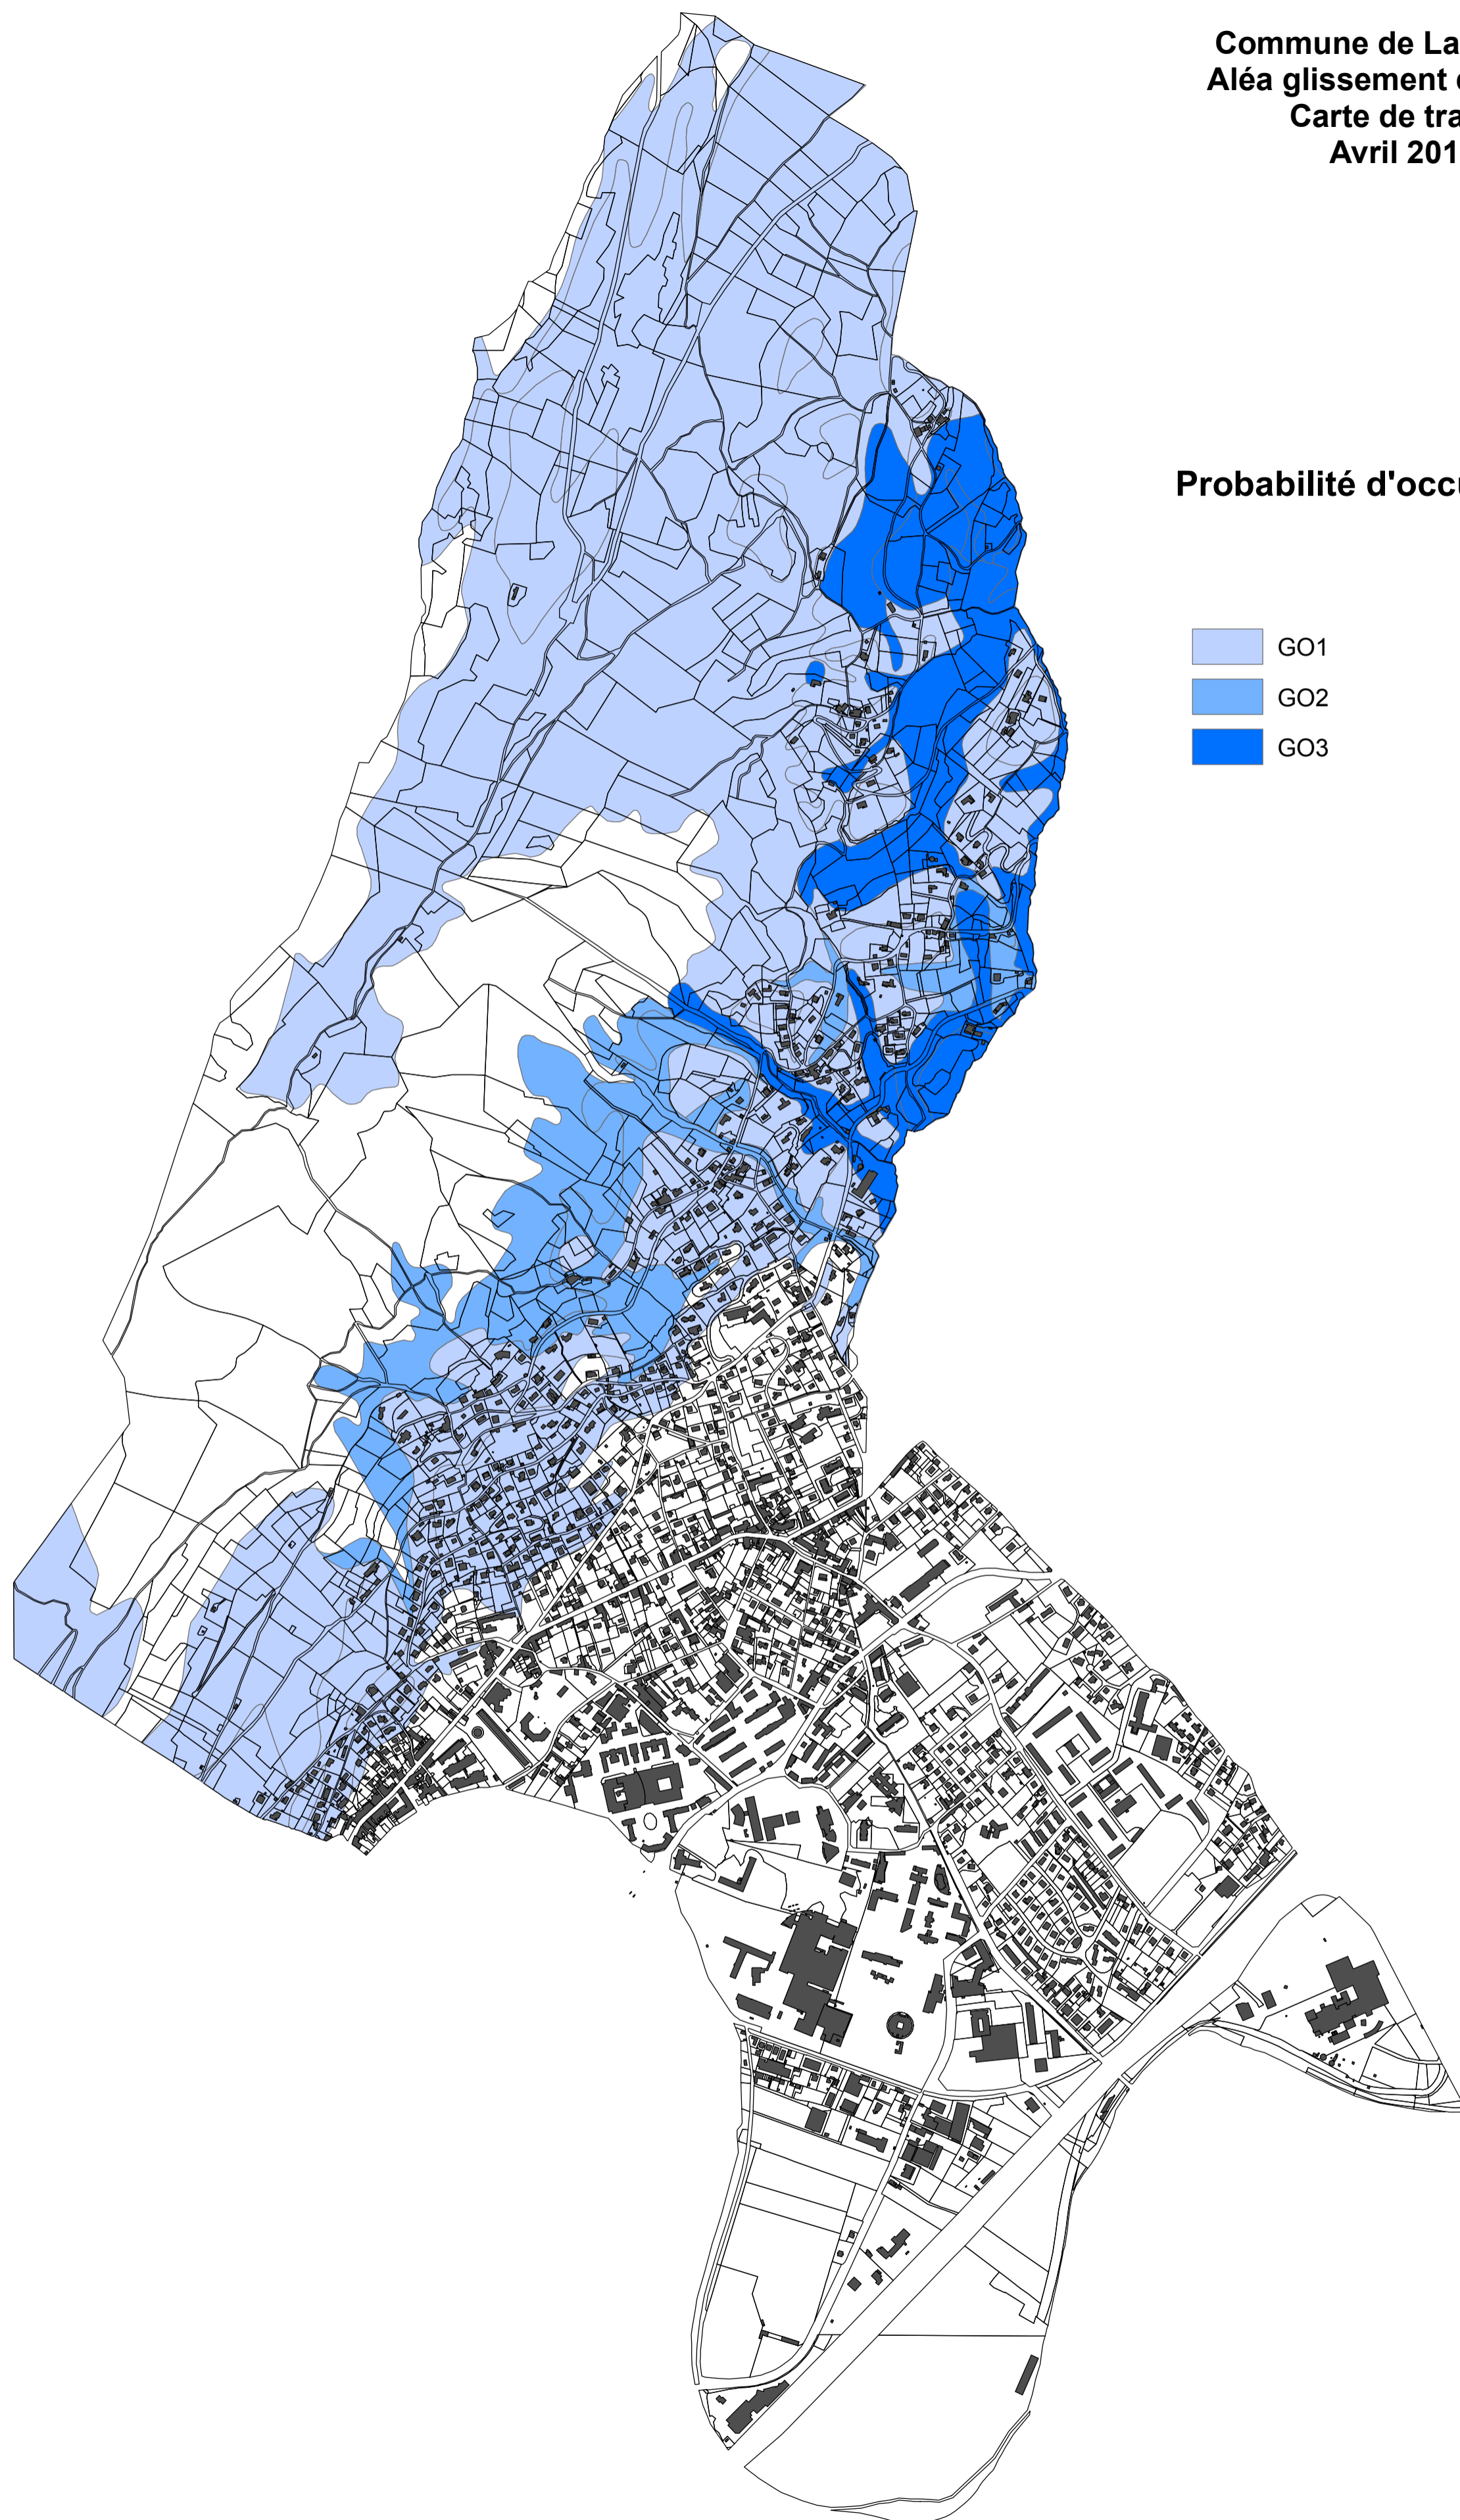 Commune de La
Aléa glissement
Carte de tra
Avril 201
Probabilité d'occu
GO1
GO2
GO3